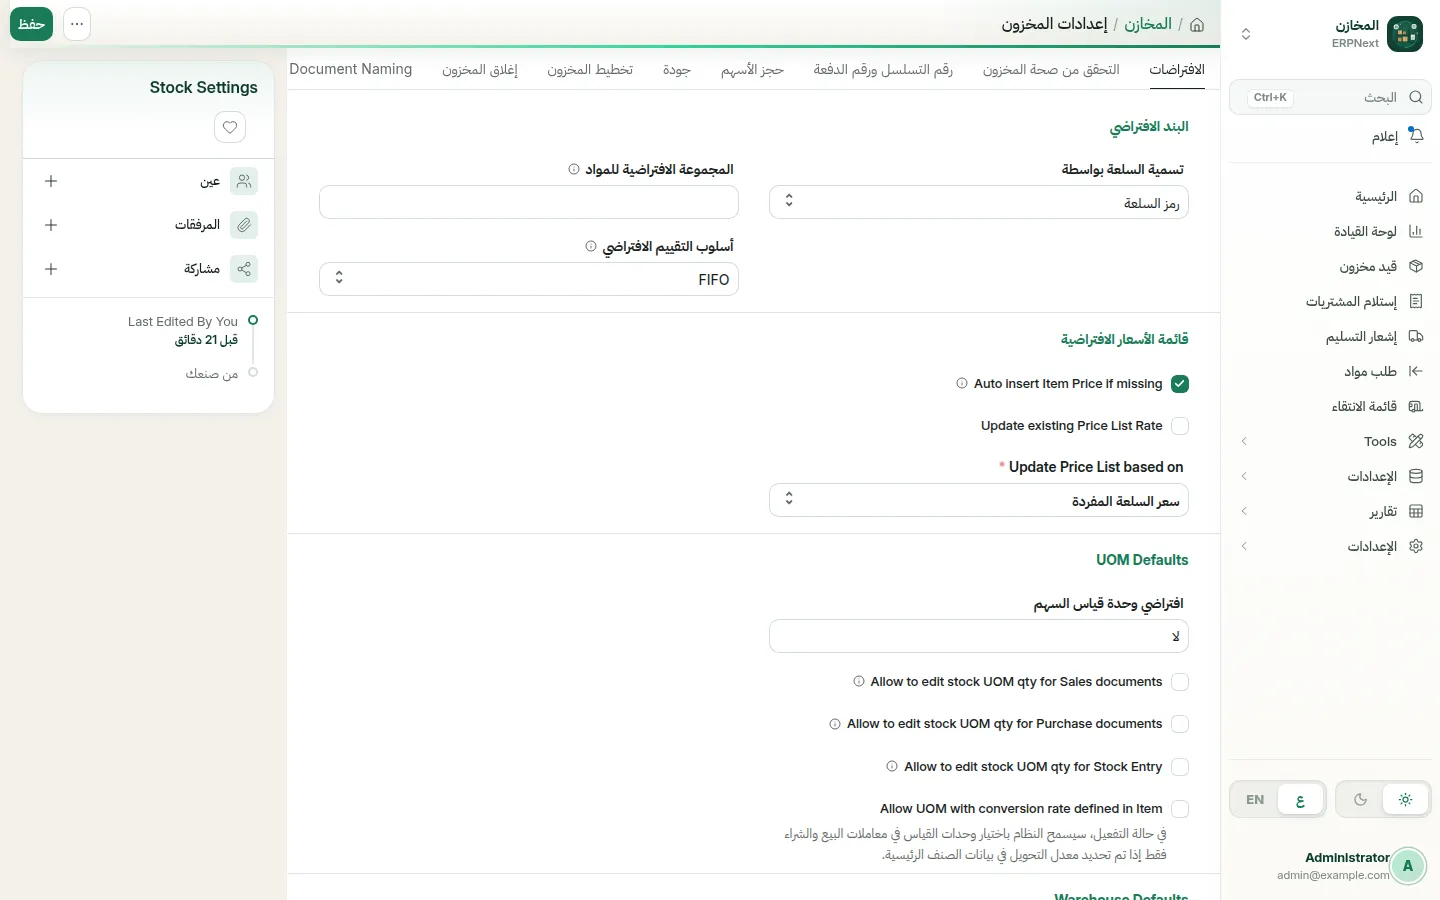 المخازن
ERPNext
البحث
Ctrl+K
إعلام
الرئيسية
لوحة القيادة
قيد مخزون
إستلام المشتريات
إشعار التسليم
طلب مواد
قائمة الانتقاء
Tools
الإعدادات
تقارير
الإعدادات
ع
EN
Administrator
admin@example.com
A
المخازن / إعدادات المخزون
...
حفظ
الافتراضات
التحقق من صحة المخزون
رقم التسلسل ورقم الدفعة
حجز الأسهم
جودة
تخطيط المخزون
إغلاق المخزون
Document Naming
البند الافتراضي
تسمية السلعة بواسطة
رمز السلعة
المجموعة الافتراضية للمواد
أسلوب التقييم الافتراضي
FIFO
قائمة الأسعار الافتراضية
Auto insert Item Price If missing
Update existing Price List Rate
Update Price List based on *
سعر السلعة المفردة
UOM Defaults
افتراضي وحدة قياس السهم
لا
Allow to edit stock UOM qty for Sales documents
Allow to edit stock UOM qty for Purchase documents
Allow to edit stock UOM qty for Stock Entry
Allow UOM with conversion rate defined in Item
في حالة التفعيل، سيسمح النظام باختيار وحدات القياس في معاملات البيع والشراء
فقط إذا تم تحديد معدل التحويل في بيانات الصنف الرئيسية.
Warehouse Defaults
Stock Settings
عين
المرفقات
مشاركة
Last Edited By You
قبل 21 دقائق
من صنعك